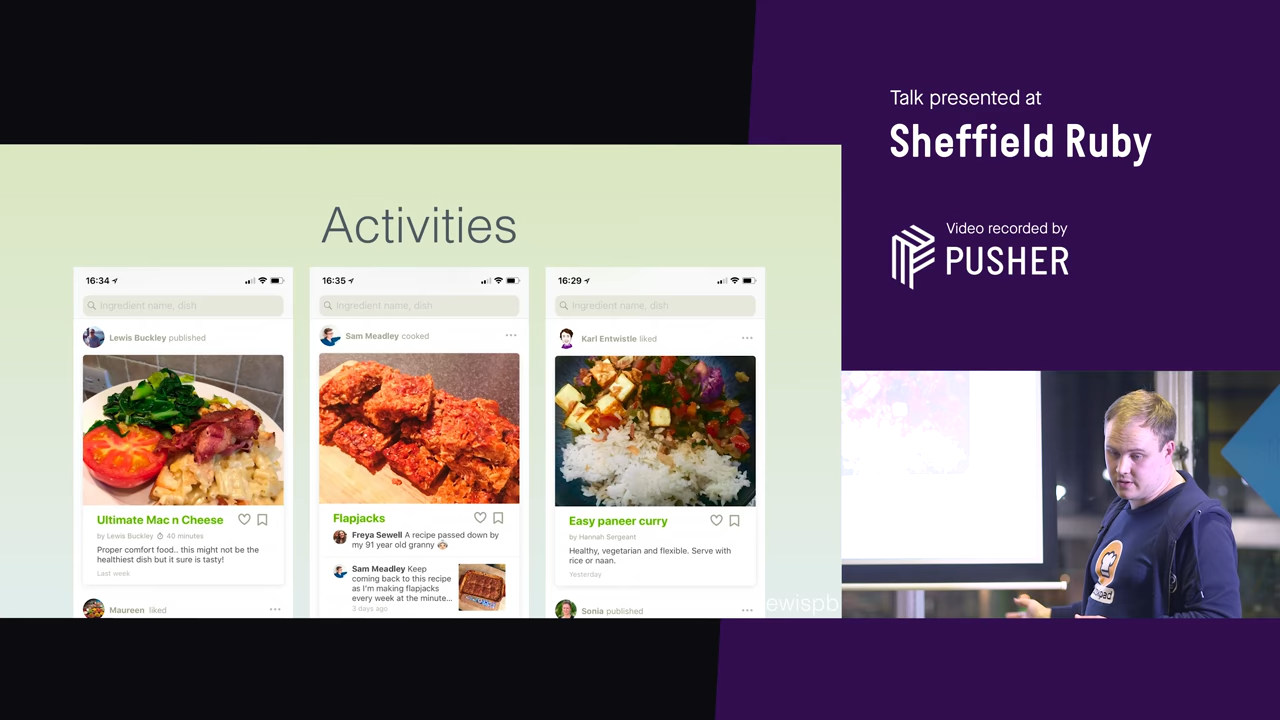 Talk presented at
Sheffield Ruby
Video recorded by
PUSHER
Activities
16:34
Ingredient name, dish
Lewis Buckley published
Ultimate Mac n Cheese
by Lewis Buckley 40 minutes
Proper comfort food.. this might not be the
healthiest dish but it sure is tasty!
Last week
Maureen liked
16:35
Ingredient name, dish
Sam Meadley cooked
Flapjacks
Freya Sewell A recipe passed down by
my 91 year old granny
Sam Meadley Keep
coming back to this recipe
as I'm making flapjacks
every week at the minute...
3 days ago
16:29
Ingredient name, dish
Karl Entwistle liked
Easy paneer curry
by Hannah Sergeant
Healthy, vegetarian and flexible. Serve with
rice or naan.
Yesterday
Sonia published
ewispb